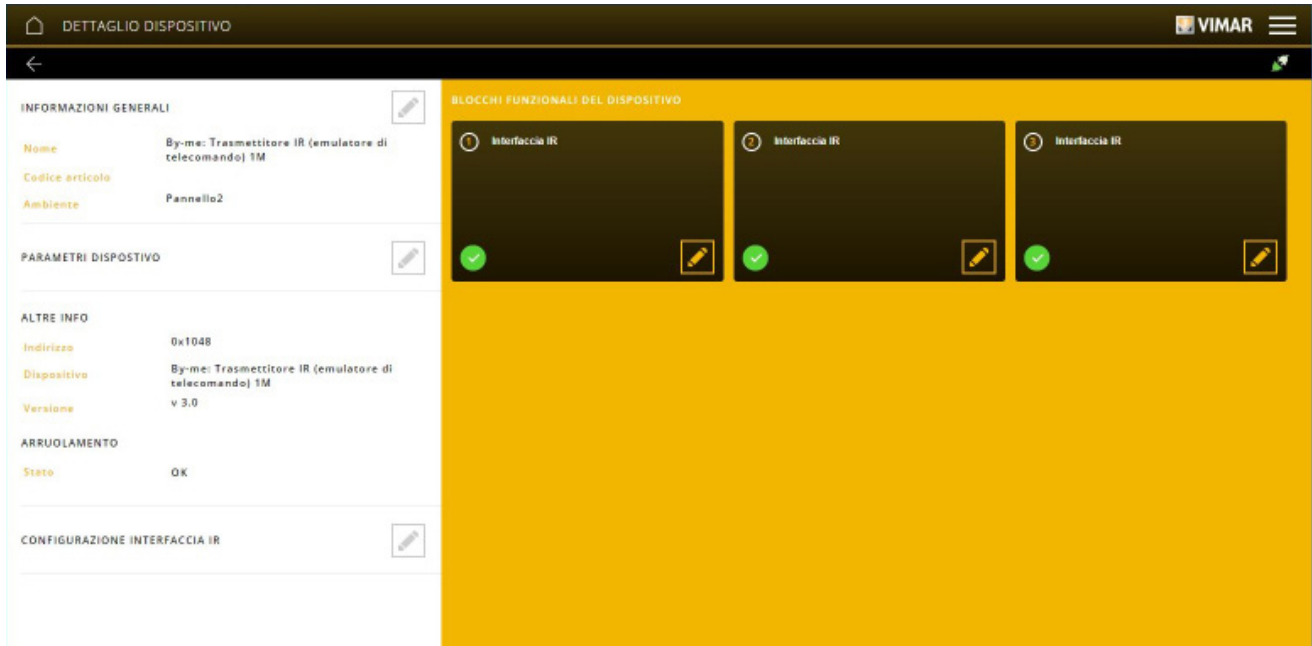 DETTAGLIO DISPOSITIVO
VIMAR
INFORMAZIONI GENERALI
Nome By-me: Trasmettitore IR (emulatore di
telecomando) 1M
Codice articolo
Ambiente Pannello2
PARAMETRI DISPOSTIVO
ALTRE INFO
Indirizzo 0x1048
Dispositivo By-me: Trasmettitore IR (emulatore di
telecomando) 1M
Versione v 3.0
ARRUOLAMENTO
Stato OK
CONFIGURAZIONE INTERFACCIA IR
BLOCCHI FUNZIONALI DEL DISPOSITIVO
1 Interfaccia IR
2 Interfaccia IR
3 Interfaccia IR